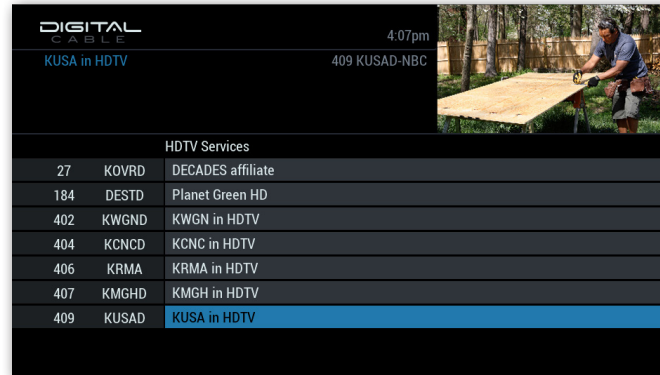 DIGITAL
CABLE
4:07pm
KUSA in HDTV
409 KUSAD-NBC
HDTV Services
27 KOVRD DECADES affiliate
184 DESTD Planet Green HD
402 KWGND KWGN in HDTV
404 KCNCD KCNC in HDTV
406 KRMA KRMA in HDTV
407 KMGHD KMGH in HDTV
409 KUSAD KUSA in HDTV